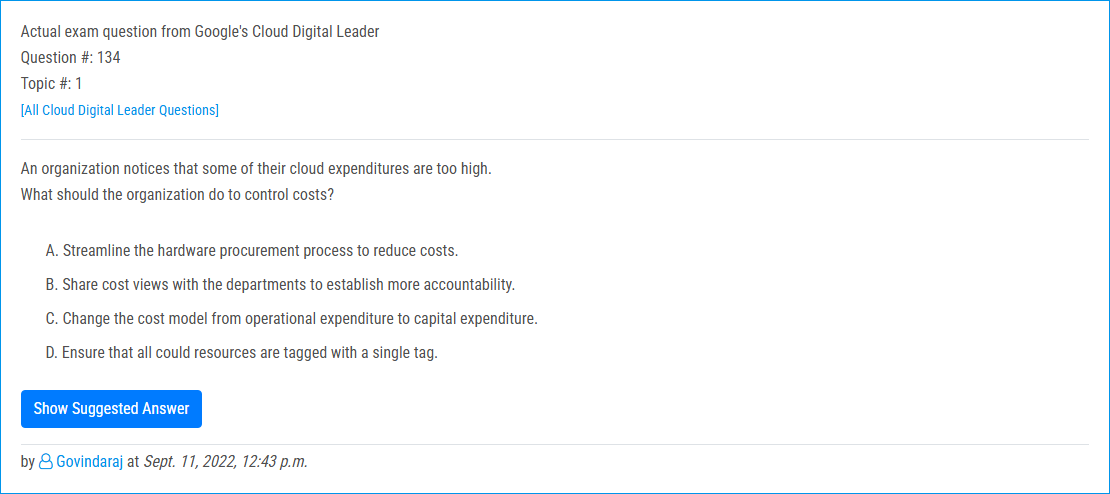 Actual exam question from Google's Cloud Digital Leader
Question #: 134
Topic #: 1
[All Cloud Digital Leader Questions]
An organization notices that some of their cloud expenditures are too high.
What should the organization do to control costs?
A. Streamline the hardware procurement process to reduce costs.
B. Share cost views with the departments to establish more accountability.
C. Change the cost model from operational expenditure to capital expenditure.
D. Ensure that all could resources are tagged with a single tag.
Show Suggested Answer
by Govindaraj at Sept. 11, 2022, 12:43 p.m.